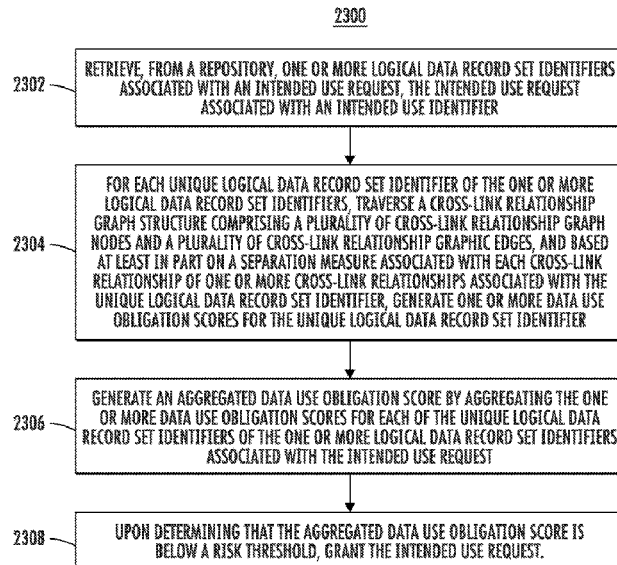 2300
2302
RETRIEVE, FROM A REPOSITORY, ONE OR MORE LOGICAL DATA RECORD SET IDENTIFIERS
ASSOCIATED WITH AN INTENDED USE REQUEST, THE INTENDED USE REQUEST
ASSOCIATED WITH AN INTENDED USE IDENTIFIER
2304
FOR EACH UNIQUE LOGICAL DATA RECORD SET IDENTIFIER OF THE ONE OR MORE
LOGICAL DATA RECORD SET IDENTIFIERS, TRAVERSE A CROSS-LINK RELATIONSHIP
GRAPH STRUCTURE COMPRISING A PLURALITY OF CROSS-LINK RELATIONSHIP GRAPH
NODES AND A PLURALITY OF CROSS-LINK RELATIONSHIP GRAPHIC EDGES, AND BASED
AT LEAST IN PART ON A SEPARATION MEASURE ASSOCIATED WITH EACH CROSS-LINK
RELATIONSHIP OF ONE OR MORE CROSS-LINK RELATIONSHIPS ASSOCIATED WITH THE
UNIQUE LOGICAL DATA RECORD SET IDENTIFIER, GENERATE ONE OR MORE DATA USE
OBLIGATION SCORES FOR THE UNIQUE LOGICAL DATA RECORD SET IDENTIFIER
2306
GENERATE AN AGGREGATED DATA USE OBLIGATION SCORE BY AGGREGATING THE ONE
OR MORE DATA USE OBLIGATION SCORES FOR EACH OF THE UNIQUE LOGICAL DATA
RECORD SET IDENTIFIERS OF THE ONE OR MORE LOGICAL DATA RECORD SET IDENTIFIERS
ASSOCIATED WITH THE INTENDED USE REQUEST
2308
UPON DETERMINING THAT THE AGGREGATED DATA USE OBLIGATION SCORE IS
BELOW A RISK THRESHOLD, GRANT THE INTENDED USE REQUEST.